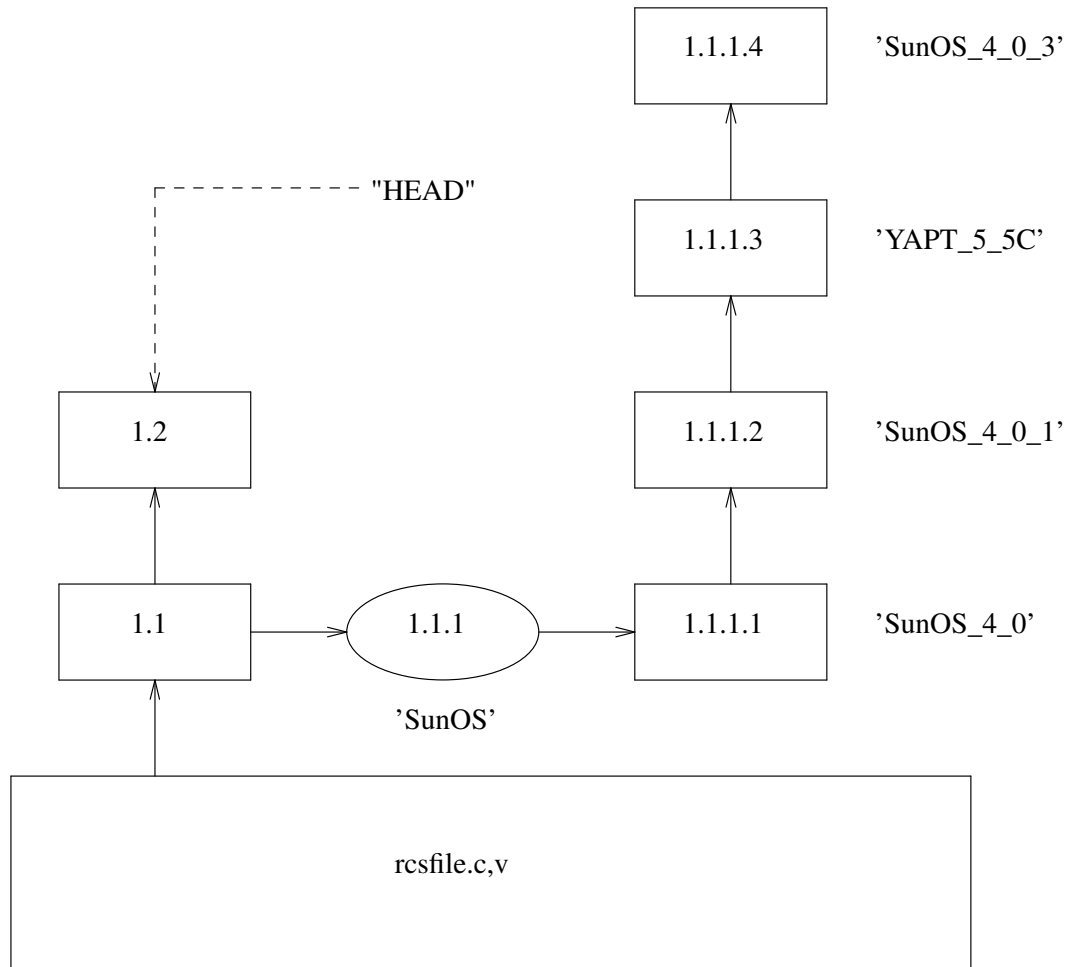 1.1.1.4 ’SunOS_4_0_3’
"HEAD"
1.1.1.3 ’YAPT_5_5C’
1.2 1.1.1.2 ’SunOS_4_0_1’
1.1 1.1.1 1.1.1.1 ’SunOS_4_0’
’SunOS’
rcsfile.c,v